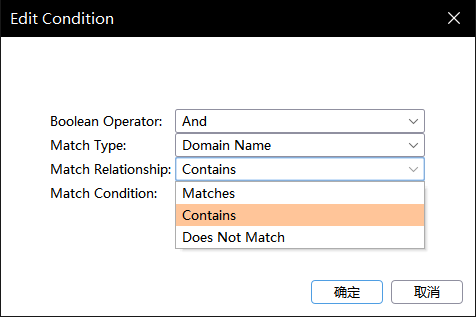 Edit Condition
Boolean Operator: And
Match Type: Domain Name
Match Relationship: Contains
Match Condition: Matches
Contains
Does Not Match
确定 取消